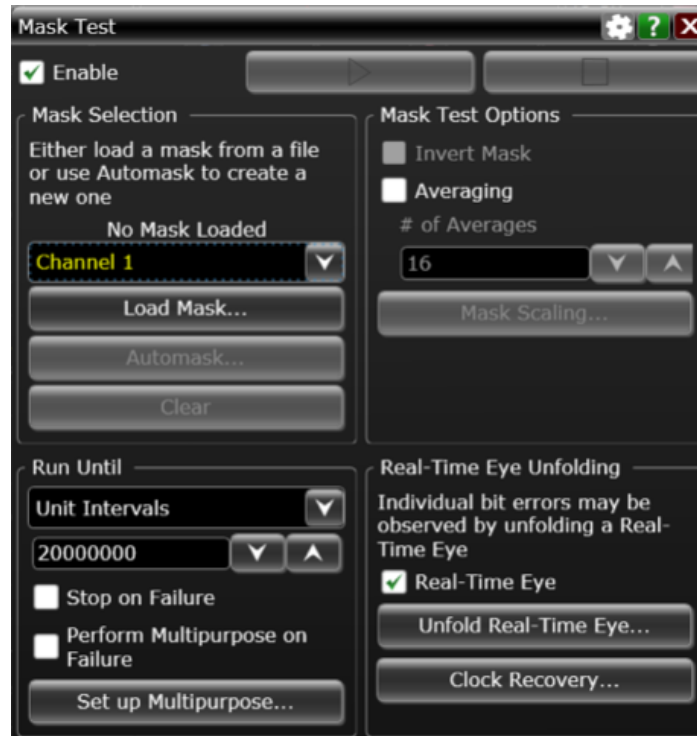 Mask Test
?
X
Enable
Mask Selection
Either load a mask from a file
or use Automask to create a
new one
No Mask Loaded
Channel 1
Load Mask...
Automask...
Clear
Mask Test Options
Invert Mask
Averaging
# of Averages
16
Mask Scaling...
Run Until
Unit Intervals
20000000
Stop on Failure
Perform Multipurpose on
Failure
Set up Multipurpose...
Real-Time Eye Unfolding
Individual bit errors may be
observed by unfolding a Real-
Time Eye
Real-Time Eye
Unfold Real-Time Eye...
Clock Recovery...